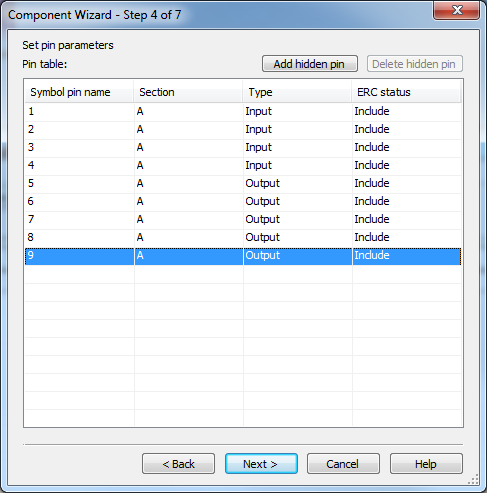 Component Wizard - Step 4 of 7
Set pin parameters
Pin table: Add hidden pin Delete hidden pin
Symbol pin name Section Type ERC status
1 A Input Include
2 A Input Include
3 A Input Include
4 A Input Include
5 A Output Include
6 A Output Include
7 A Output Include
8 A Output Include
9 A Output Include
< Back Next > Cancel Help